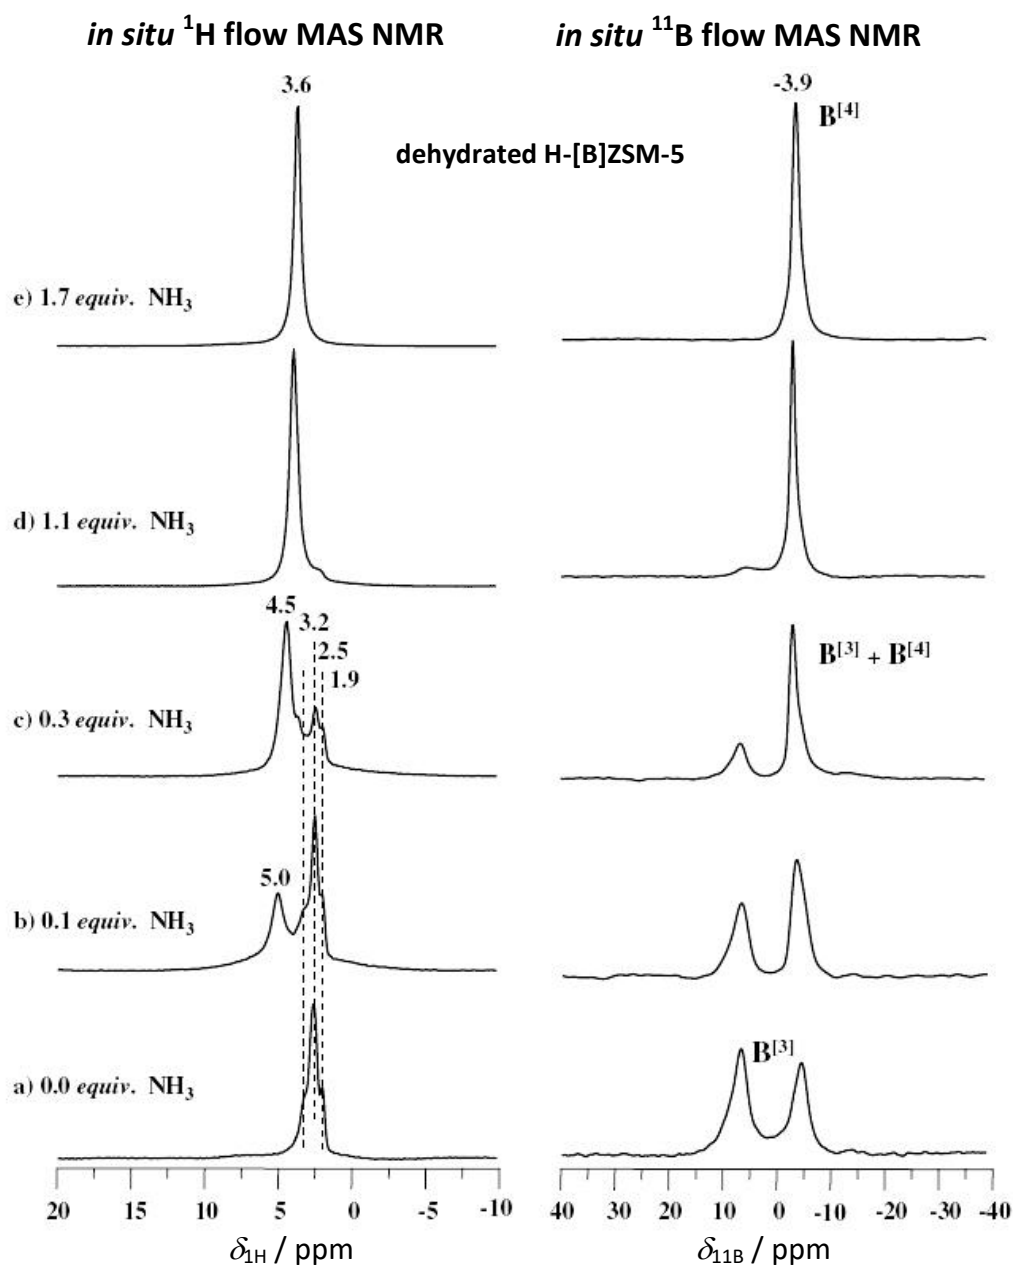 in situ ¹H flow MAS NMR
in situ ¹¹B flow MAS NMR
3.6
-3.9
B[4]
dehydrated H-[B]ZSM-5
e) 1.7 equiv. NH₃
d) 1.1 equiv. NH₃
4.5
3.2
2.5
1.9
B[3] + B[4]
c) 0.3 equiv. NH₃
5.0
b) 0.1 equiv. NH₃
B[3]
a) 0.0 equiv. NH₃
20 15 10 5 0 -5 -10
40 30 20 10 0 -10 -20 -30 -40
δ1H / ppm
δ11B / ppm